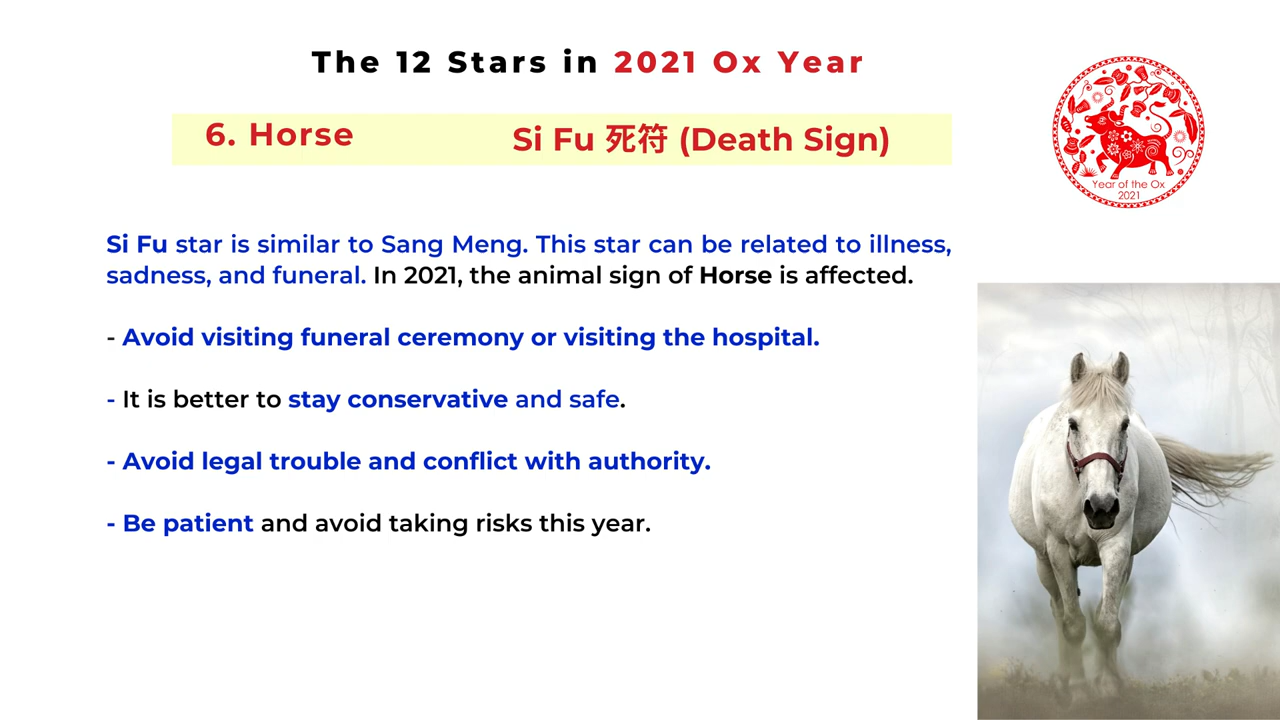 The 12 Stars in 2021 Ox Year
6. Horse Si Fu 死符 (Death Sign)
Year of the Ox
2021
Si Fu star is similar to Sang Meng. This star can be related to illness,
sadness, and funeral. In 2021, the animal sign of Horse is affected.
- Avoid visiting funeral ceremony or visiting the hospital.
- It is better to stay conservative and safe.
- Avoid legal trouble and conflict with authority.
- Be patient and avoid taking risks this year.